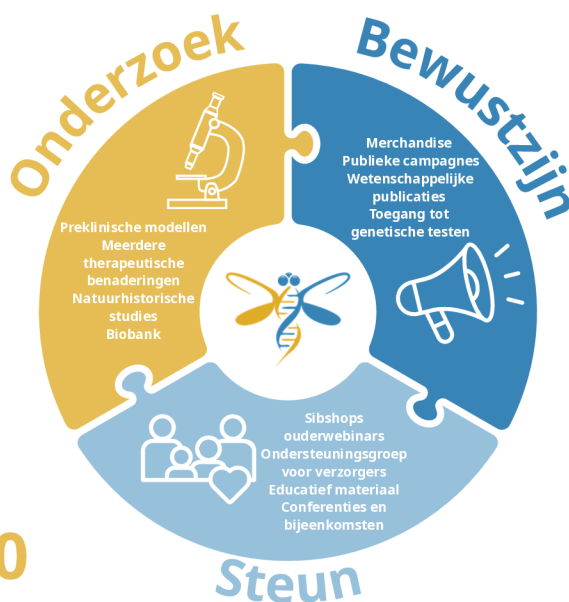 Onderzoek
Bewustzijn
Merchandise
Publieke campagnes
Wetenschappelijke
publicaties
Toegang tot
genetische testen
Preklinische modellen
Meerdere
therapeutische
benaderingen
Natuurhistorische
studies
Biobank
Sibshops
ouderwebinars
Ondersteuningsgroep
voor verzorgers
Educatief materiaal
Conferenties en
bijeenkomsten
0
Steun